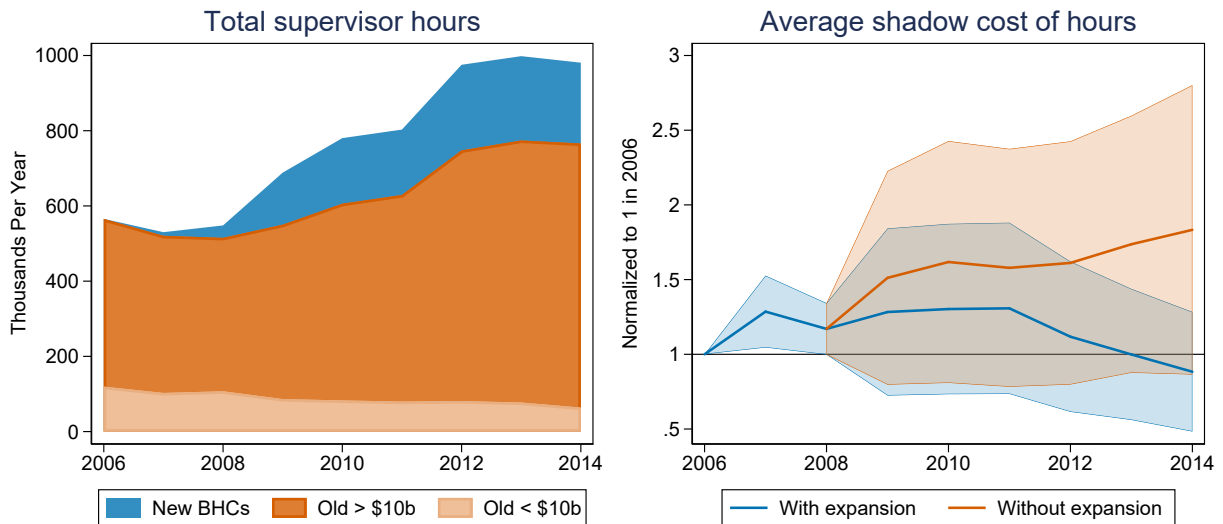 Total supervisor hours
Thousands Per Year
1000
800
600
400
200
0
2006 2008 2010 2012 2014
New BHCs Old > $10b Old < $10b
Average shadow cost of hours
Normalized to 1 in 2006
3
2.5
2
1.5
1
.5
2006 2008 2010 2012 2014
With expansion Without expansion